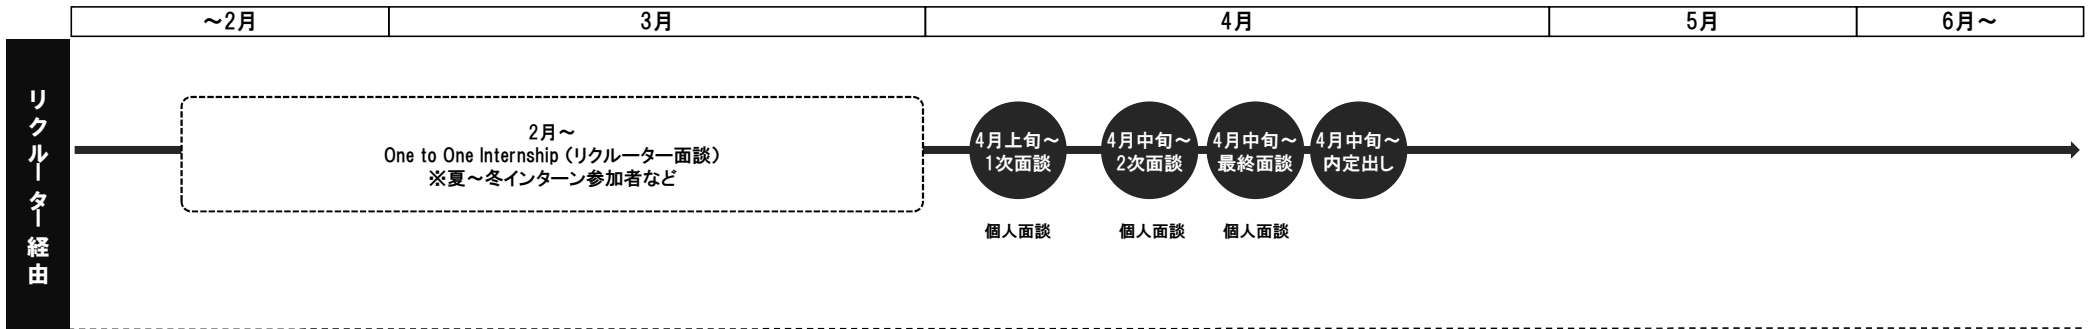 ～2月
3月
4月
5月
6月～
リクルーター経由
2月～
One to One Internship（リクルーター面談）
※夏～冬インターン参加者など
4月上旬～
1次面談
4月中旬～
2次面談
4月中旬～
最終面談
4月中旬～
内定出し
個人面談
個人面談
個人面談